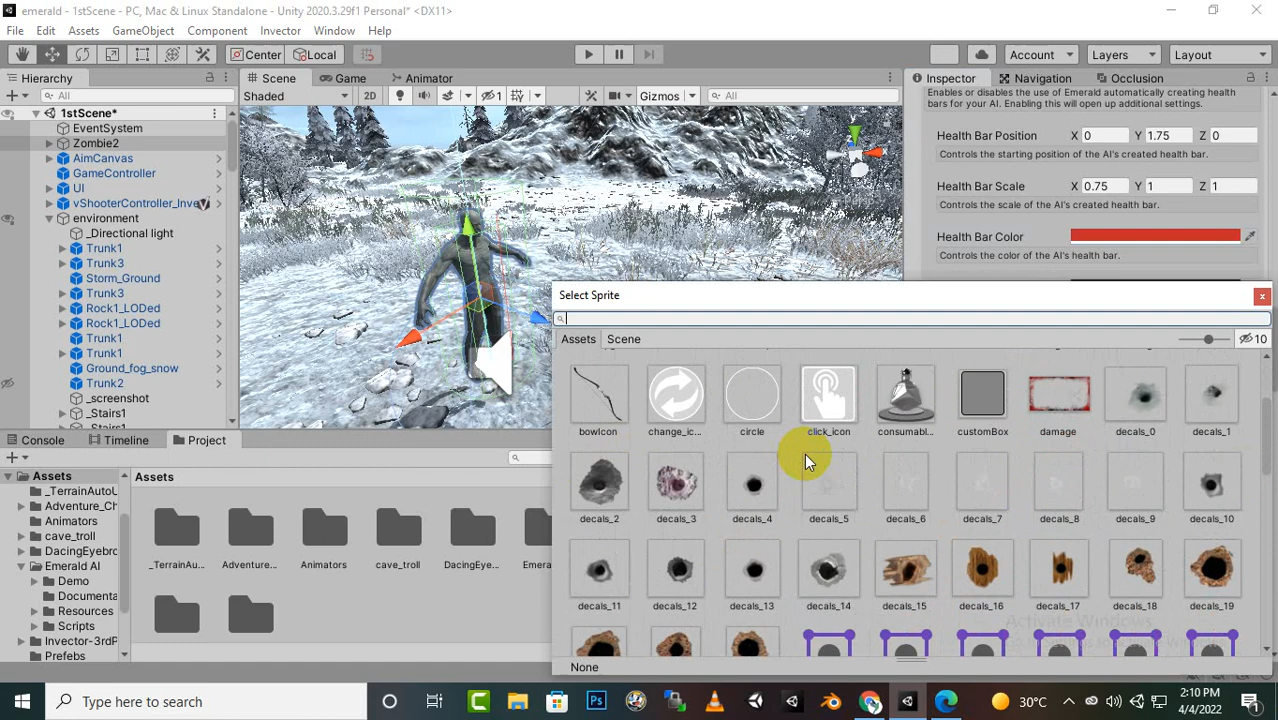 emerald - 1stScene - PC, Mac & Linux Standalone - Unity 2020.3.29f1 Personal* <DX11>
File Edit Assets GameObject Component Invector Window Help
Center Local Account Layers Layout
Hierarchy Scene Game Animator Inspector Navigation Occlusion
All Shaded 2D 1 Gizmos All
Enables or disables the use of Emerald automatically creating health
bars for your AI. Enabling this will open up additional settings.
1stScene*
EventSystem
Zombie2
AimCanvas
GameController
UI
vShooterController_Inve
environment
_Directional light
Trunk1
Trunk3
Storm_Ground
Trunk3
Rock1_LODed
Rock1_LODed
Trunk1
Trunk1
Ground_fog_snow
Trunk2
_screenshot
_Stairs1
_Stairs1
Health Bar Position X 0 Y 1.75 Z 0
Controls the starting position of the AI's created health bar.
Health Bar Scale X 0.75 Y 1 Z 1
Controls the scale of the AI's created health bar.
Health Bar Color
Controls the color of the AI's health bar.
Select Sprite
Assets Scene 10
bowIcon change_ic... circle click_icon consumabl... customBox damage decals_0 decals_1
decals_2 decals_3 decals_4 decals_5 decals_6 decals_7 decals_8 decals_9 decals_10
decals_11 decals_12 decals_13 decals_14 decals_15 decals_16 decals_17 decals_18 decals_19
None
Console Timeline Project
Assets
_TerrainAutoU
Adventure_Ch
Animators
cave_troll
DacingEyebro
Emerald AI
Demo
Documenta
Resources
Scripts
Invector-3rdP
Prefebs
Assets
_TerrainAu... Adventure... Animators cave_troll DacingEye... Emera
Activate Windows
Type here to search
30°C
2:10 PM
4/4/2022
1